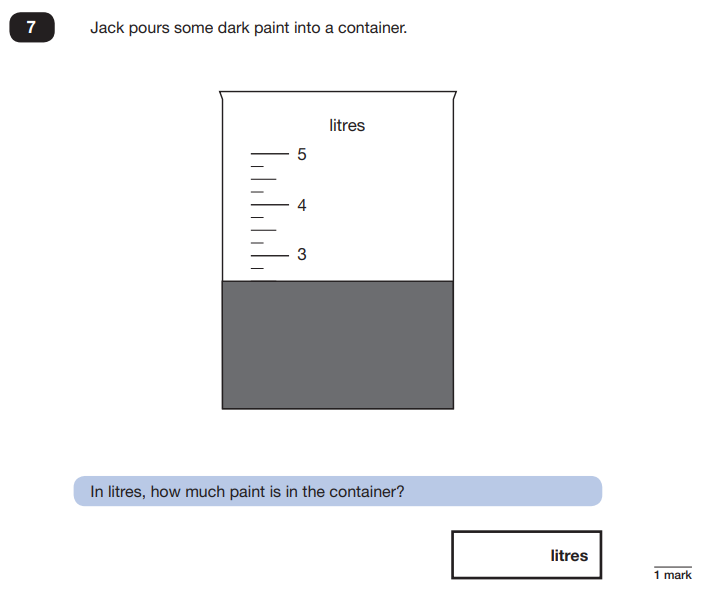 7
Jack pours some dark paint into a container.
litres
5
4
3
In litres, how much paint is in the container?
litres
1 mark